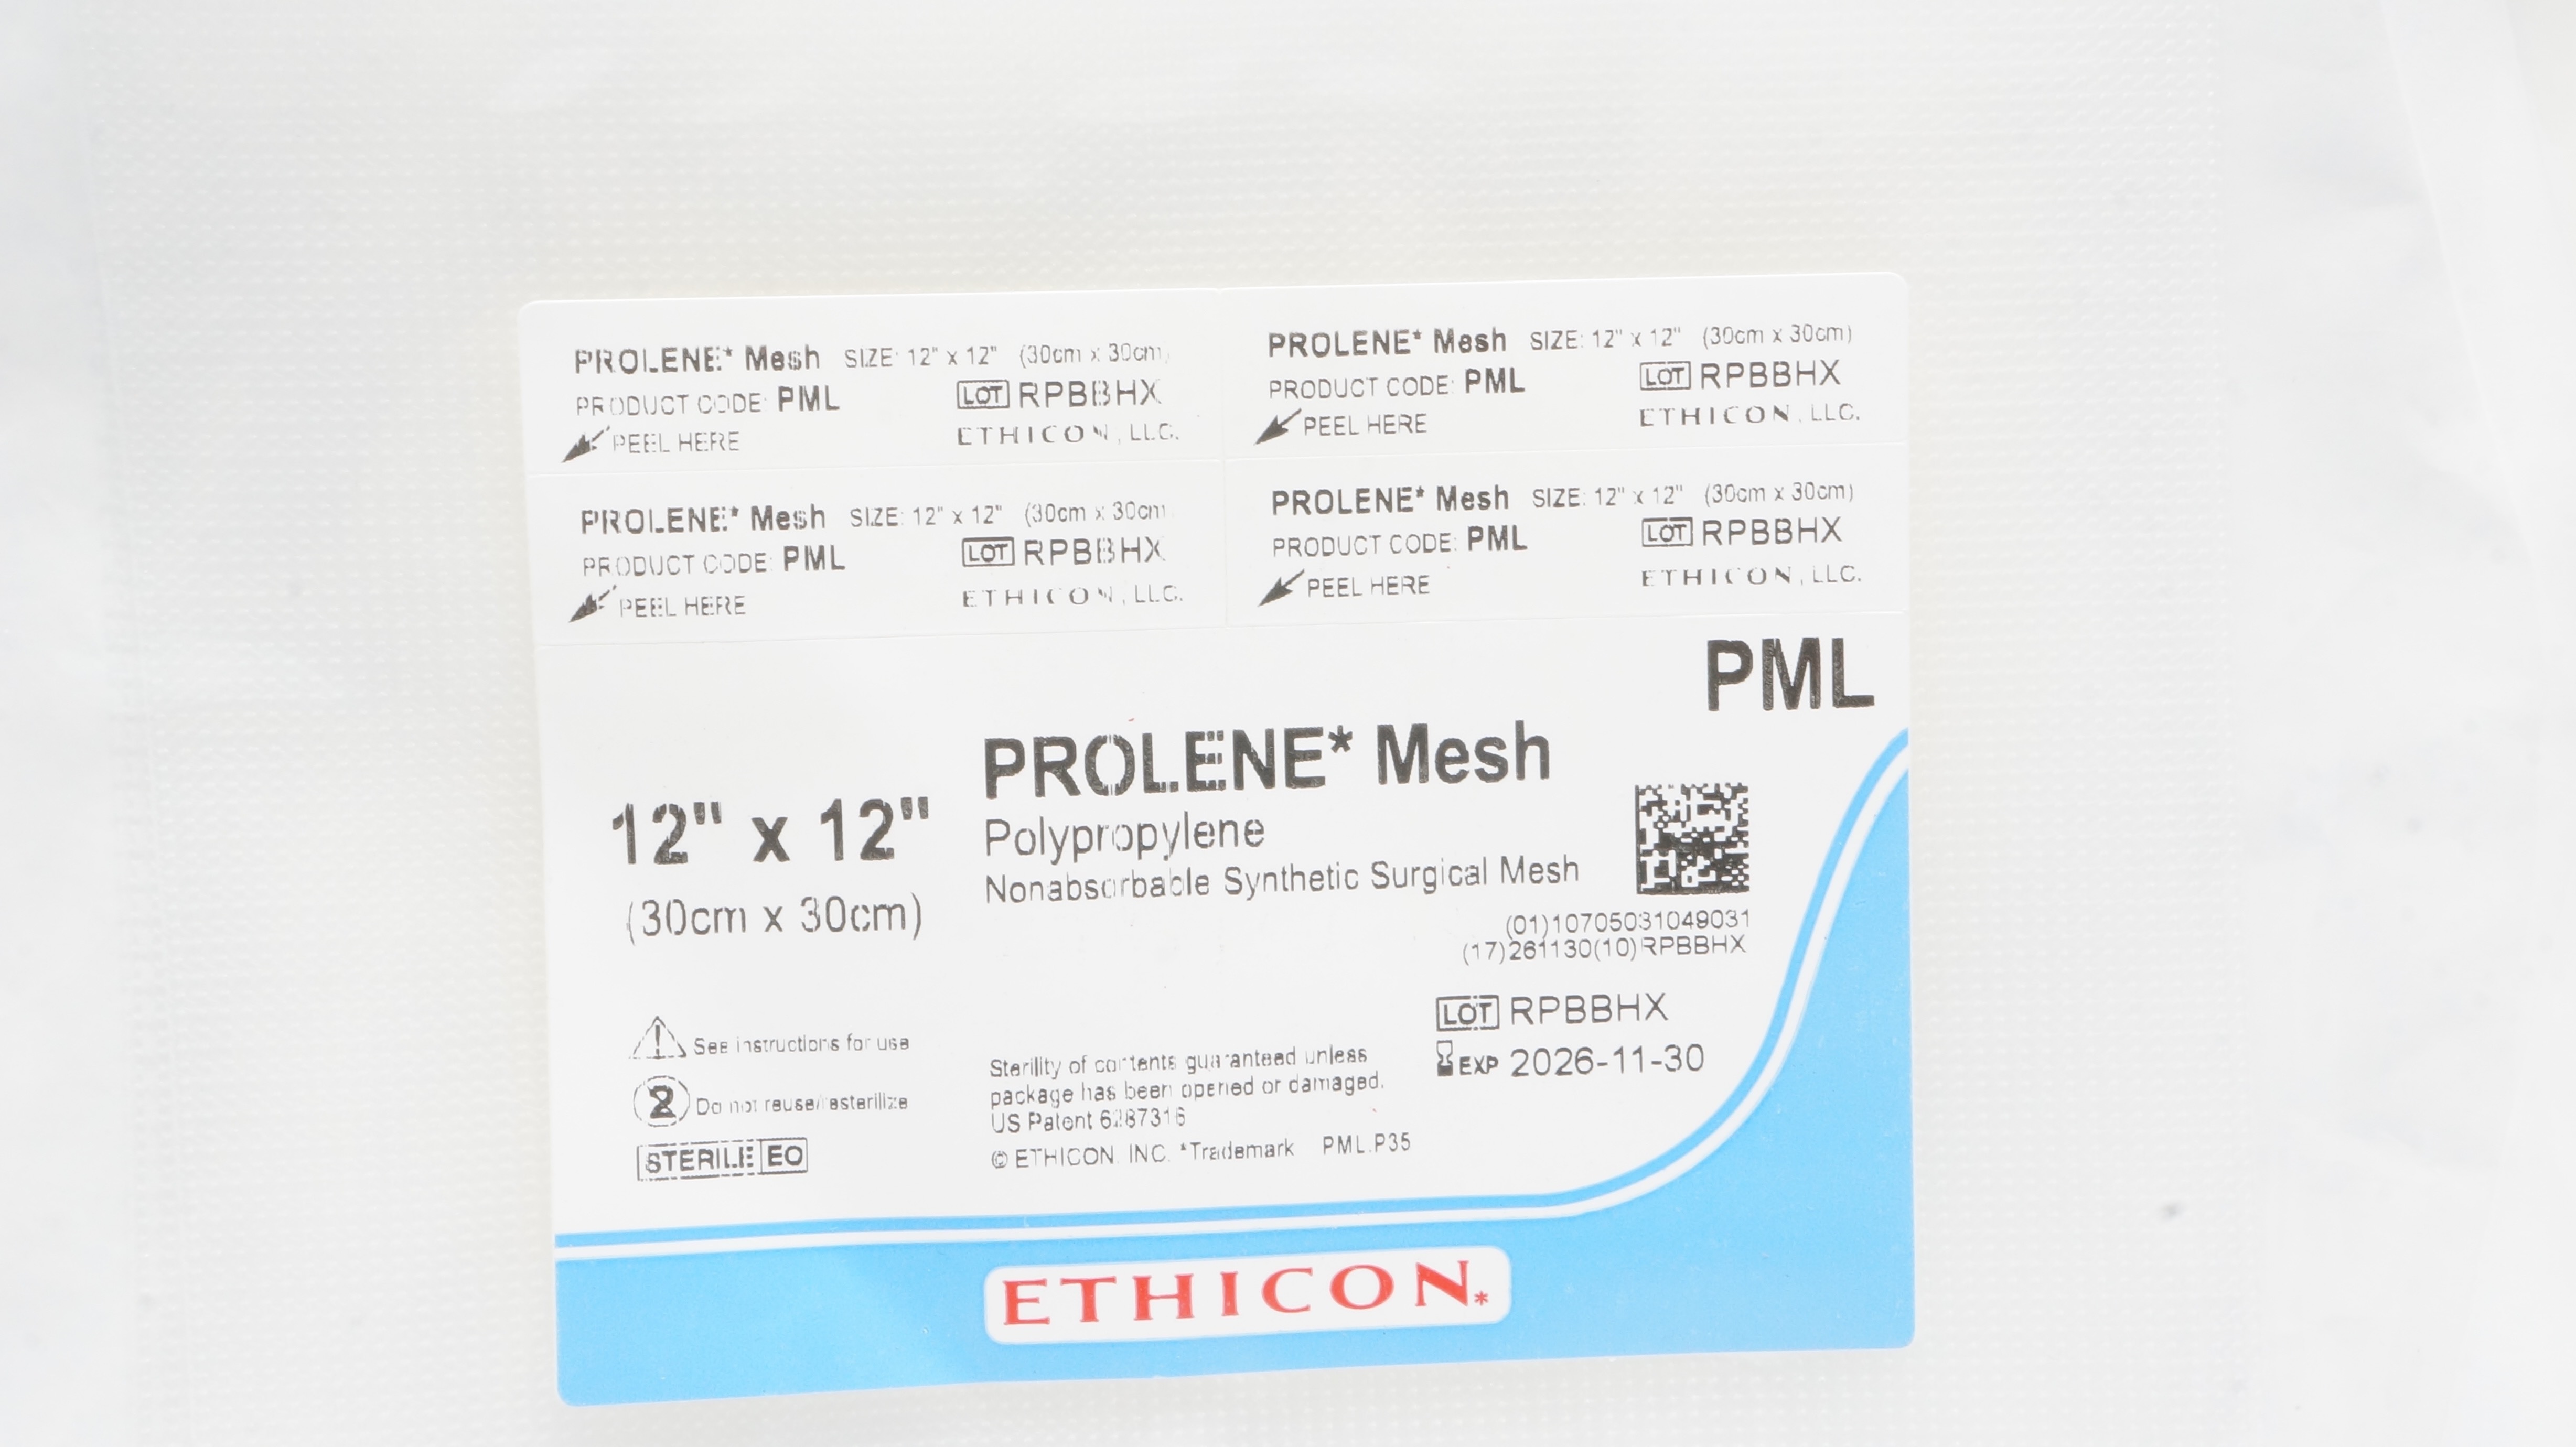 PROLENE* Mesh SIZE: 12" x 12" (30cm x 30cm)
PRODUCT CODE: PML LOT RPBBHX
PEEL HERE ETHICON, LLC.
PROLENE* Mesh SIZE: 12" x 12" (30cm x 30cm)
PRODUCT CODE: PML LOT RPBBHX
PEEL HERE ETHICON, LLC.
PROLENE* Mesh SIZE: 12" x 12" (30cm x 30cm)
PRODUCT CODE: PML LOT RPBBHX
PEEL HERE ETHICON, LLC.
PROLENE* Mesh SIZE: 12" x 12" (30cm x 30cm)
PRODUCT CODE: PML LOT RPBBHX
PEEL HERE ETHICON, LLC.
PML
12" x 12"
(30cm x 30cm)
PROLENE* Mesh
Polypropylene
Nonabsorbable Synthetic Surgical Mesh
(01)10705031049031
(17)261130(10)RPBBHX
LOT RPBBHX
EXP 2026-11-30
See instructions for use
2 Do not reuse/resterilize
STERILE EO
Sterility of contents guaranteed unless
package has been opened or damaged.
US Patent 6287316
© ETHICON, INC. *Trademark PML.P35
ETHICON*